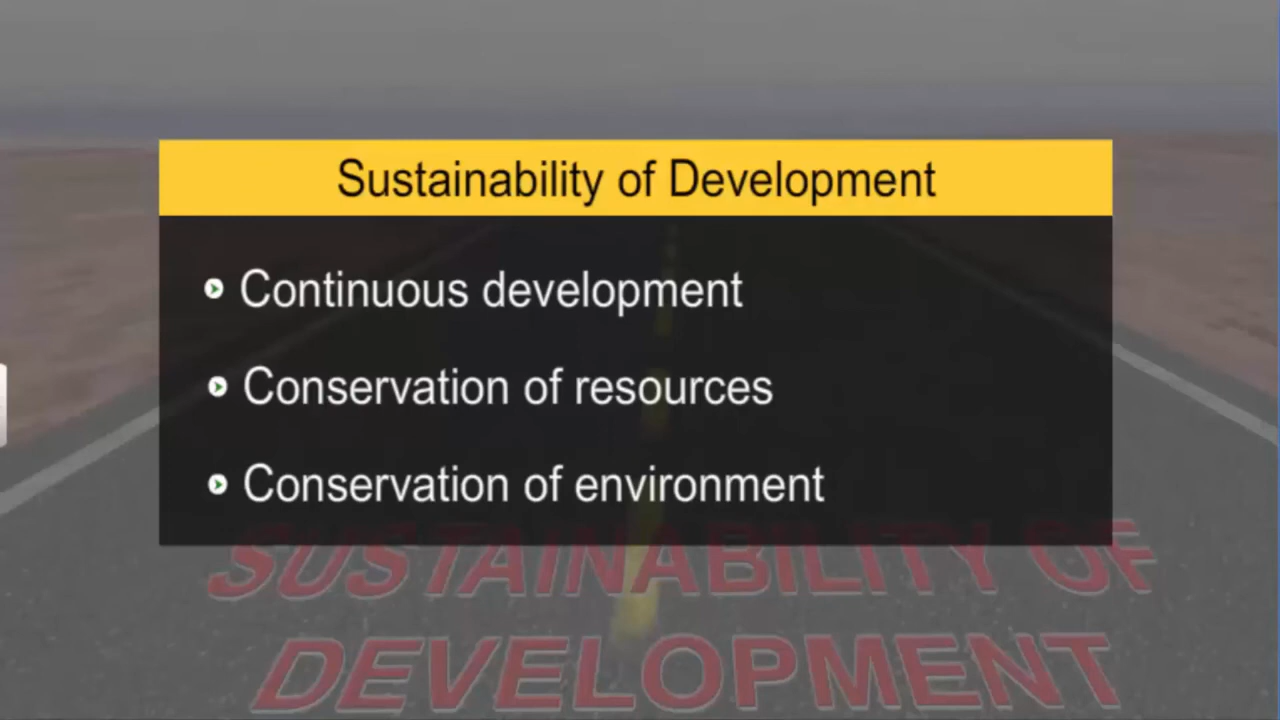 Sustainability of Development
Continuous development
Conservation of resources
Conservation of environment
SUSTAINABILITY OF
DEVELOPMENT